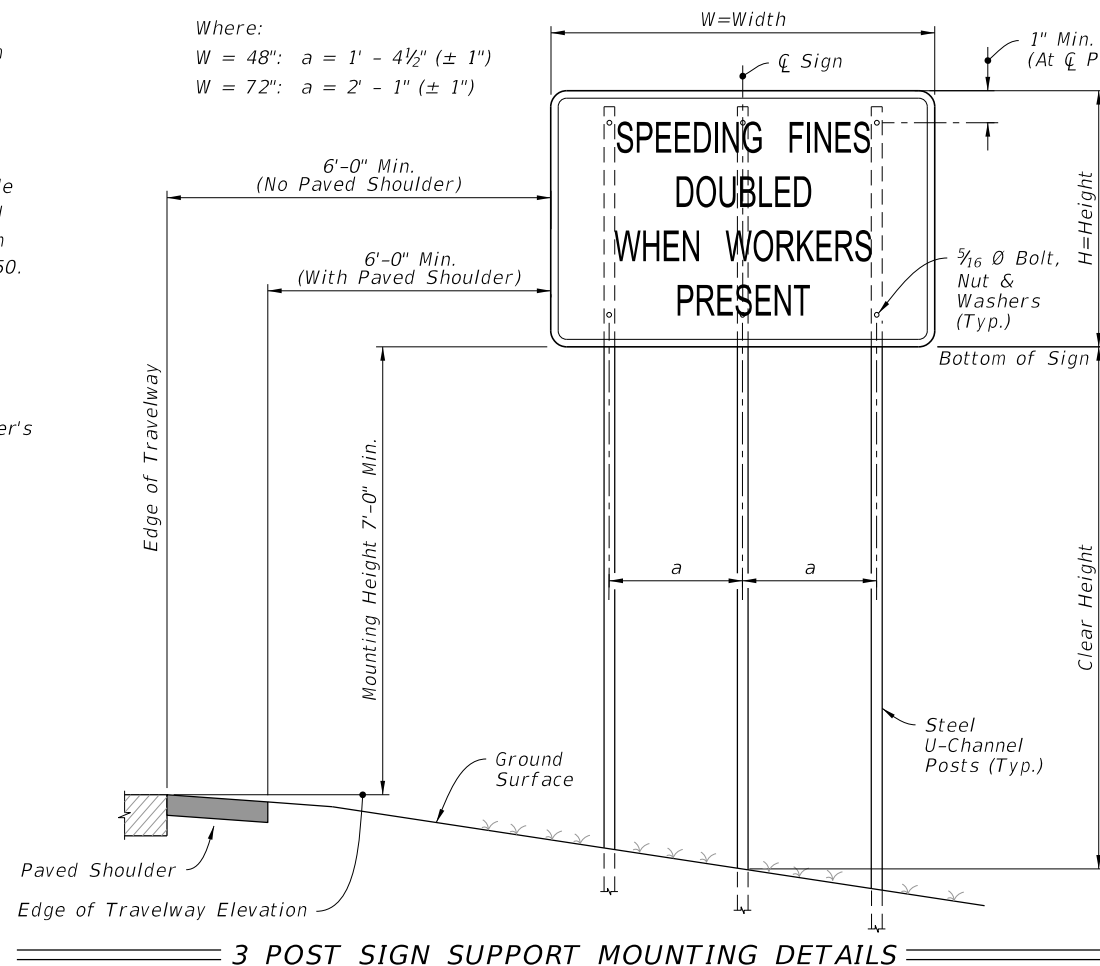 Where:
W = 48": a = 1' - 4½" (± 1")
W = 72": a = 2' - 1" (± 1")
W=Width
℄ Sign
1" Min.
(At ℄
6'-0" Min.
(No Paved Shoulder)
6'-0" Min.
(With Paved Shoulder)
SPEEDING FINES
DOUBLED
WHEN WORKERS
PRESENT
H=Height
5/16 Ø Bolt,
Nut &
Washers
(Typ.)
Bottom of Sign
50.
er's
Edge of Travelway
Mounting Height 7'-0" Min.
a
a
Clear Height
Steel
U-Channel
Posts (Typ.)
Ground
Surface
Paved Shoulder
Edge of Travelway Elevation
3 POST SIGN SUPPORT MOUNTING DETAILS